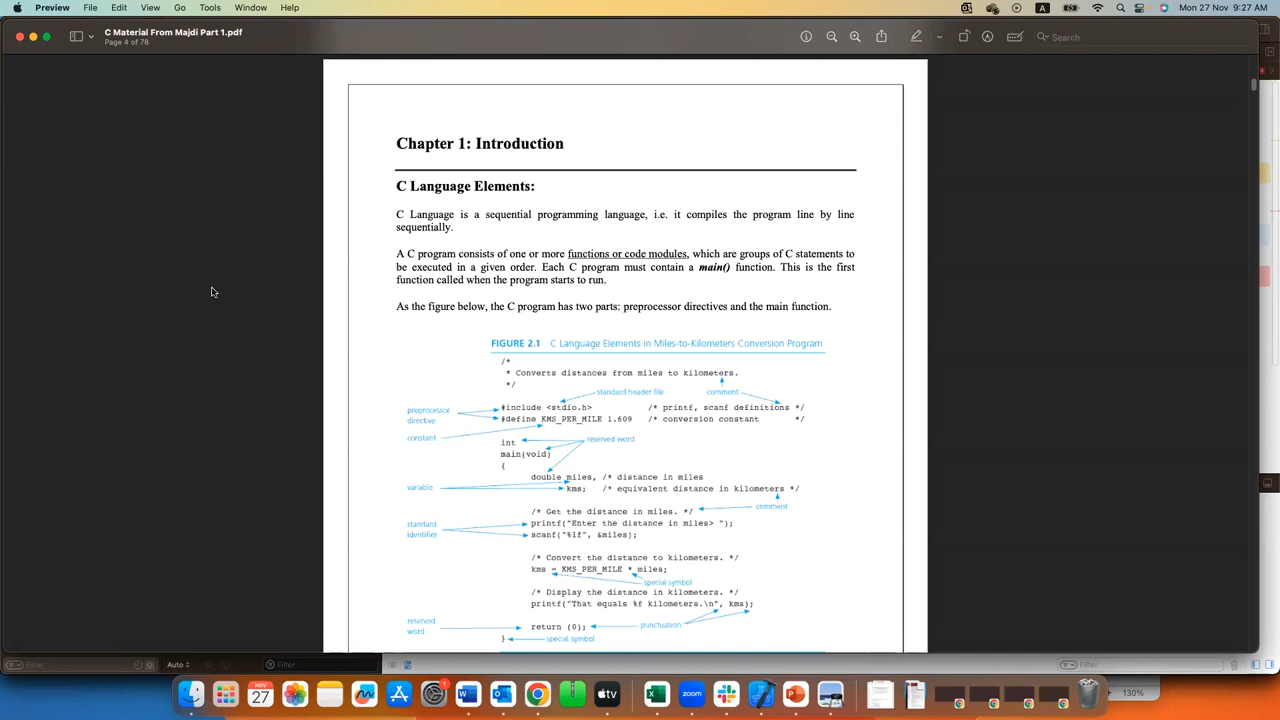 Preview File Edit View Go Tools Window Help
A
Mon 27 Nov 9:27 AM
C Material From Majdi Part 1.pdf
Page 4 of 78
Search
Chapter 1: Introduction
C Language Elements:
C Language is a sequential programming language, i.e. it compiles the program line by line
sequentially.
A C program consists of one or more functions or code modules, which are groups of C statements to
be executed in a given order. Each C program must contain a main() function. This is the first
function called when the program starts to run.
As the figure below, the C program has two parts: preprocessor directives and the main function.
FIGURE 2.1 C Language Elements in Miles-to-Kilometers Conversion Program
/*
* Converts distances from miles to kilometers.
*/
standard header file comment
preprocessor
directive
#include <stdio.h> /* printf, scanf definitions */
#define KMS_PER_MILE 1.609 /* conversion constant */
constant
reserved word
int
main(void)
{
double miles, /* distance in miles
variable
kms; /* equivalent distance in kilometers */
comment
/* Get the distance in miles. */
standard
identifier
printf("Enter the distance in miles> ");
scanf("%lf", &miles);
/* Convert the distance to kilometers. */
kms = KMS_PER_MILE * miles;
special symbol
/* Display the distance in kilometers. */
printf("That equals %f kilometers.\n", kms);
reserved
word
return (0);
punctuation
}
special symbol
Filter
Auto
Filter
Filter
NOV
27
1
W
tv
X
zoom
P
130%